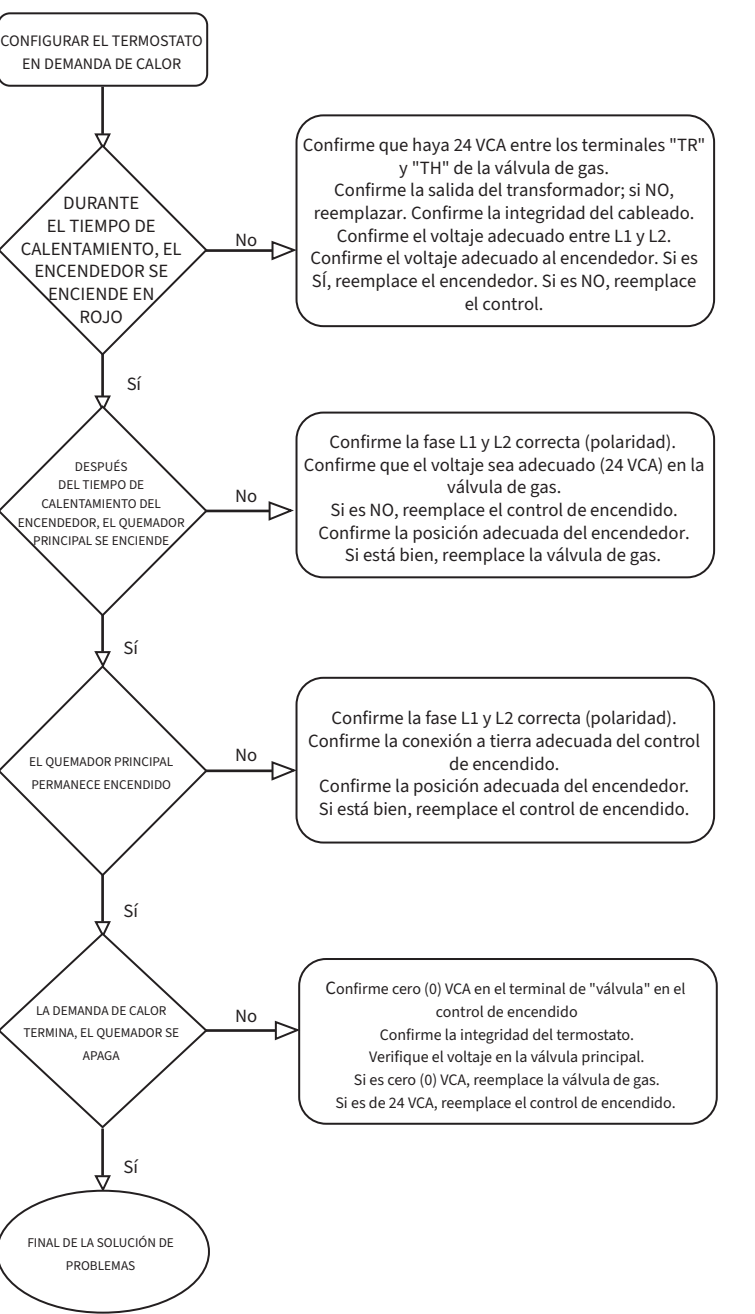 CONFIGURAR EL TERMOSTATO
EN DEMANDA DE CALOR
DURANTE
EL TIEMPO DE
CALENTAMIENTO, EL
ENCENDEDOR SE
ENCIENDE EN
ROJO
No
Confirme que haya 24 VCA entre los terminales "TR"
y "TH" de la válvula de gas.
Confirme la salida del transformador; si NO,
reemplazar. Confirme la integridad del cableado.
Confirme el voltaje adecuado entre L1 y L2.
Confirme el voltaje adecuado al encendedor. Si es
SÍ, reemplace el encendedor. Si es NO, reemplace
el control.
Sí
DESPUÉS
DEL TIEMPO DE
CALENTAMIENTO DEL
ENCENDEDOR, EL QUEMADOR
PRINCIPAL SE ENCIENDE
No
Confirme la fase L1 y L2 correcta (polaridad).
Confirme que el voltaje sea adecuado (24 VCA) en la
válvula de gas.
Si es NO, reemplace el control de encendido.
Confirme la posición adecuada del encendedor.
Si está bien, reemplace la válvula de gas.
Sí
EL QUEMADOR PRINCIPAL
PERMANECE ENCENDIDO
No
Confirme la fase L1 y L2 correcta (polaridad).
Confirme la conexión a tierra adecuada del control
de encendido.
Confirme la posición adecuada del encendedor.
Si está bien, reemplace el control de encendido.
Sí
LA DEMANDA DE CALOR
TERMINA, EL QUEMADOR SE
APAGA
No
Confirme cero (0) VCA en el terminal de "válvula" en el
control de encendido
Confirme la integridad del termostato.
Verifique el voltaje en la válvula principal.
Si es cero (0) VCA, reemplace la válvula de gas.
Si es de 24 VCA, reemplace el control de encendido.
Sí
FINAL DE LA SOLUCIÓN DE
PROBLEMAS